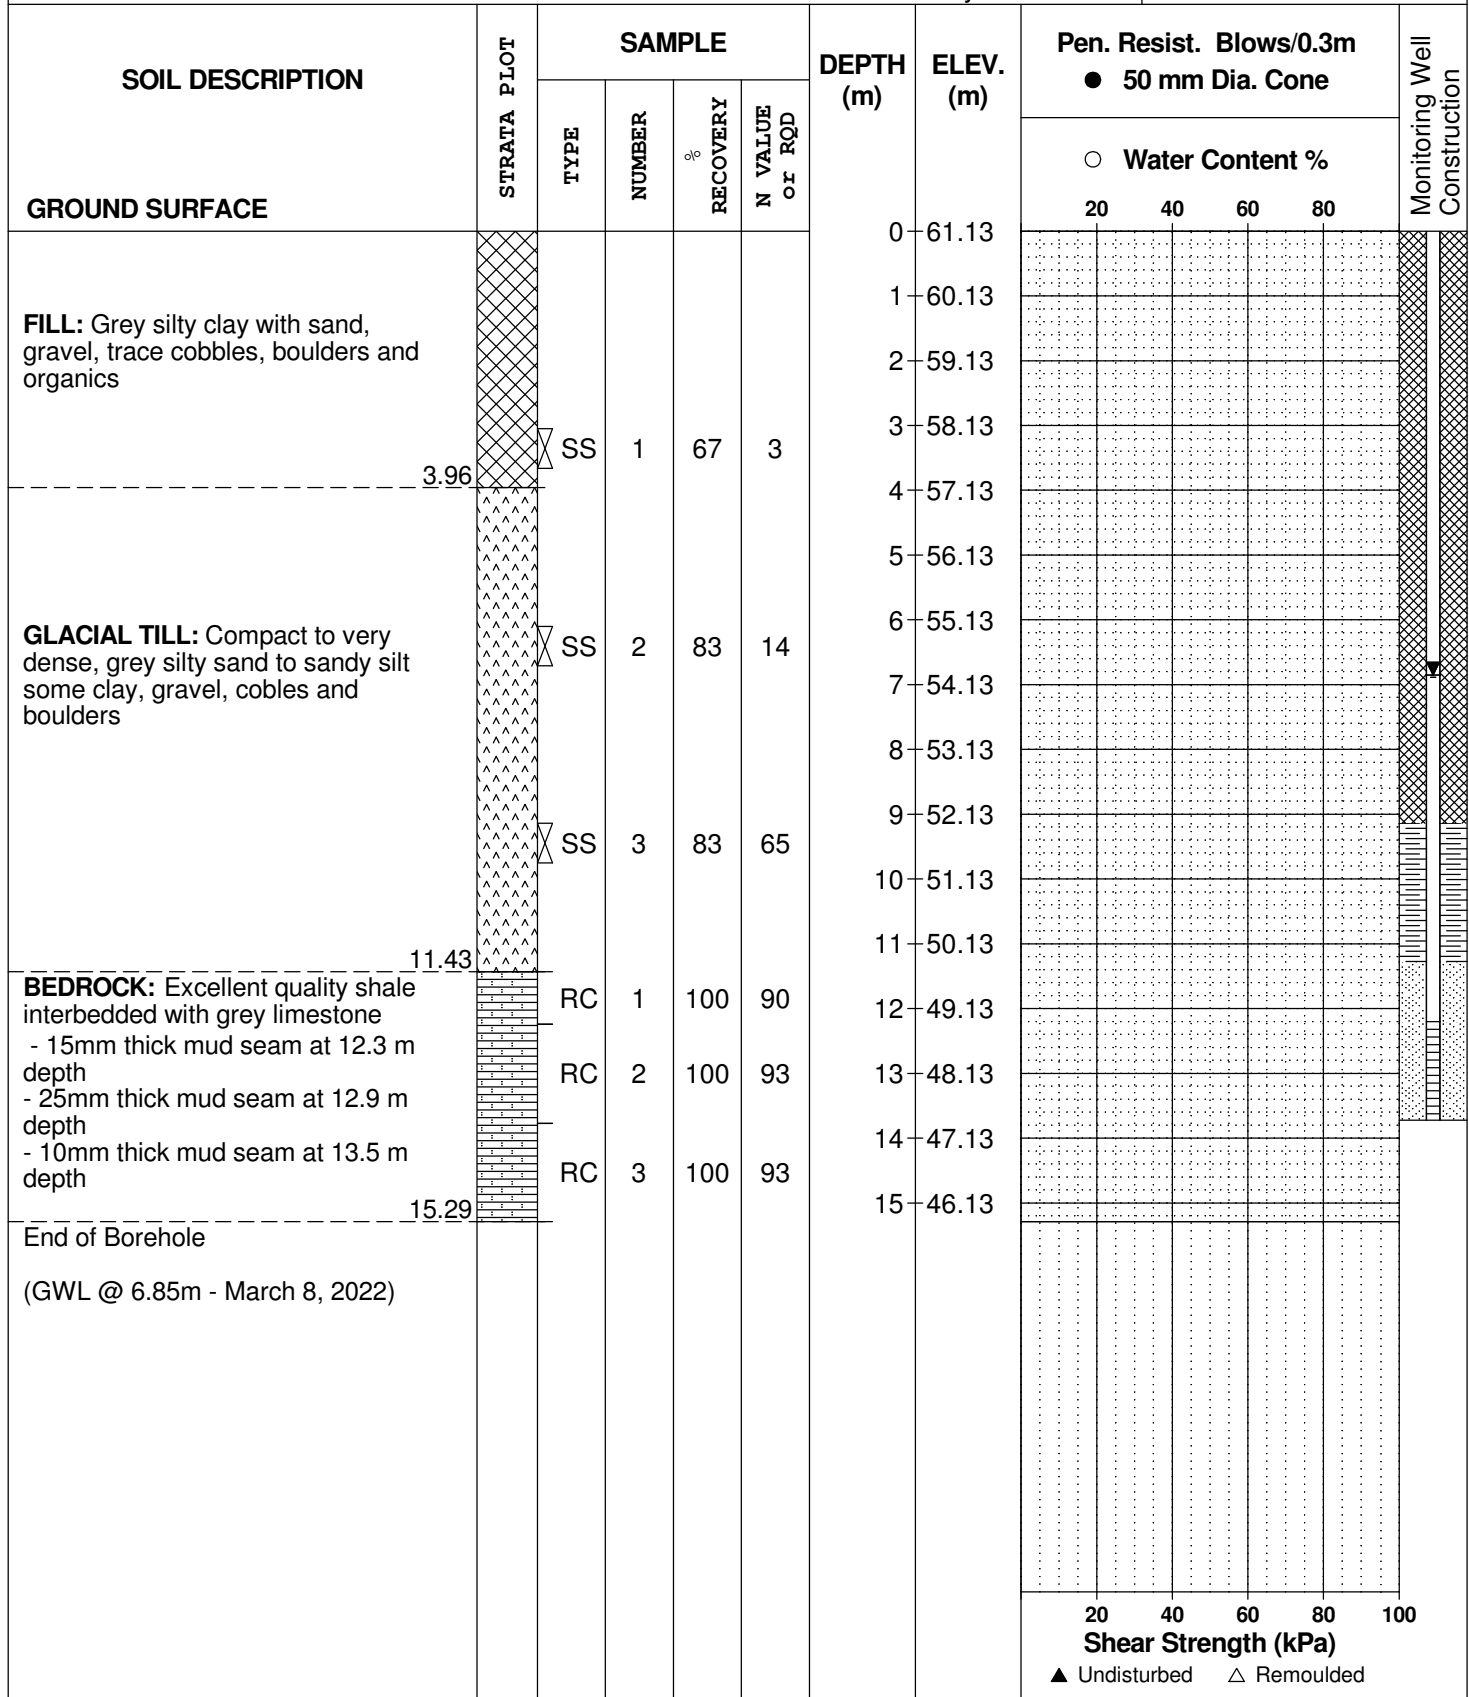 SOIL DESCRIPTION
GROUND SURFACE
STRATA PLOT
SAMPLE
TYPE
NUMBER
%
RECOVERY
N VALUE
or RQD
DEPTH
(m)
ELEV.
(m)
Pen. Resist. Blows/0.3m
● 50 mm Dia. Cone
○ Water Content %
20 40 60 80
Monitoring Well
Construction
0 61.13
1 60.13
FILL: Grey silty clay with sand,
gravel, trace cobbles, boulders and
organics
2 59.13
3 58.13
SS 1 67 3
3.96
4 57.13
5 56.13
6 55.13
GLACIAL TILL: Compact to very
dense, grey silty sand to sandy silt
some clay, gravel, cobles and
boulders
SS 2 83 14
7 54.13
8 53.13
9 52.13
SS 3 83 65
10 51.13
11 50.13
11.43
BEDROCK: Excellent quality shale
interbedded with grey limestone
- 15mm thick mud seam at 12.3 m
depth
- 25mm thick mud seam at 12.9 m
depth
- 10mm thick mud seam at 13.5 m
depth
RC 1 100 90
12 49.13
RC 2 100 93
13 48.13
14 47.13
RC 3 100 93
15 46.13
15.29
End of Borehole
(GWL @ 6.85m - March 8, 2022)
20 40 60 80 100
Shear Strength (kPa)
▲ Undisturbed △ Remoulded